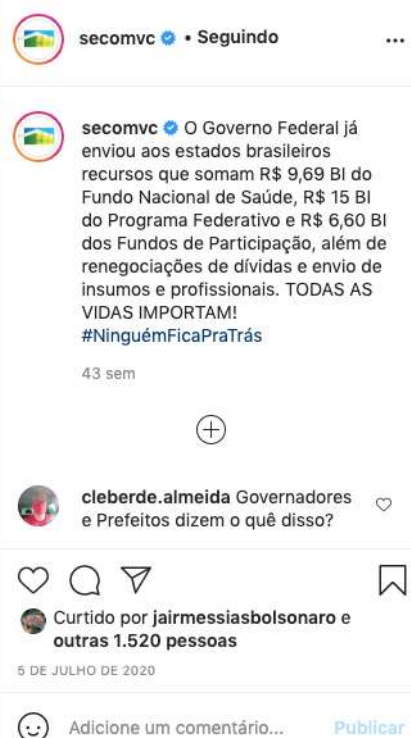 secomvc • Seguindo
secomvc O Governo Federal já
enviou aos estados brasileiros
recursos que somam R$ 9,69 BI do
Fundo Nacional de Saúde, R$ 15 BI
do Programa Federativo e R$ 6,60 BI
dos Fundos de Participação, além de
renegociações de dívidas e envio de
insumos e profissionais. TODAS AS
VIDAS IMPORTAM!
#NinguémFicaPraTrás
43 sem
cleberde.almeida Governadores
e Prefeitos dizem o quê disso?
Curtido por jairmessiasbolsonaro e
outras 1.520 pessoas
5 DE JULHO DE 2020
Adicione um comentário... Publicar